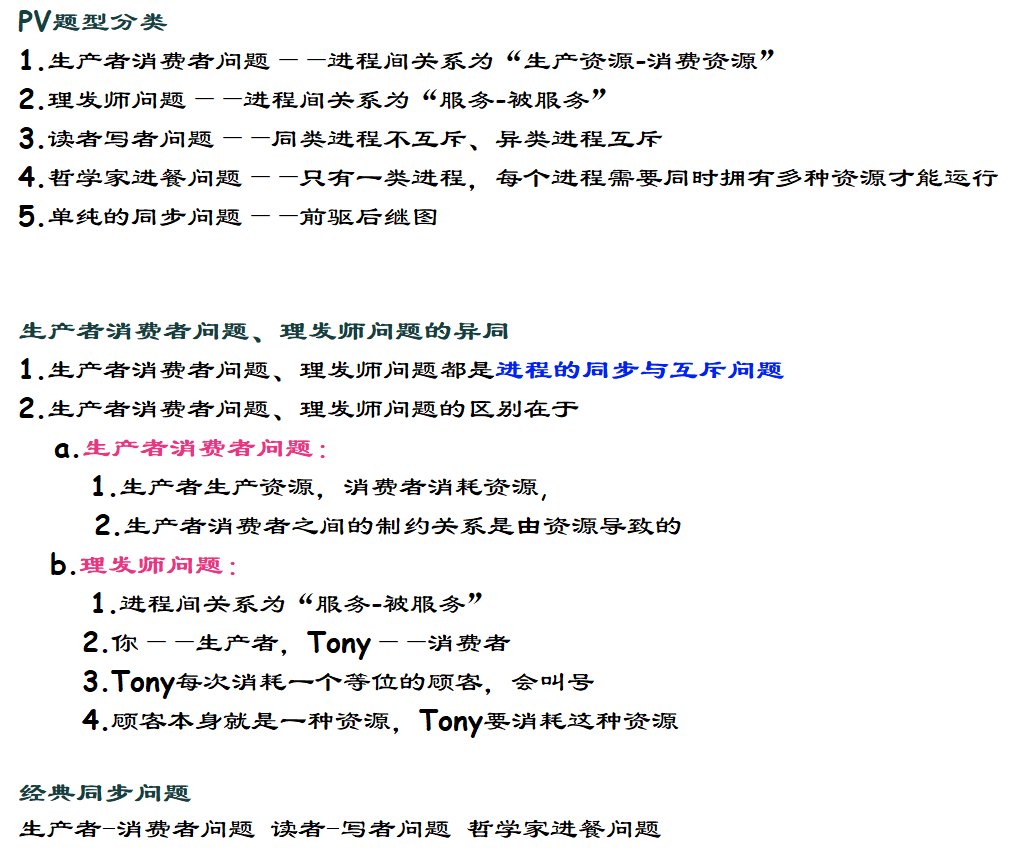 PV题型分类
1.生产者消费者问题――进程间关系为“生产资源-消费资源”
2.理发师问题――进程间关系为“服务-被服务”
3.读者写者问题――同类进程不互斥、异类进程互斥
4.哲学家进餐问题――只有一类进程，每个进程需要同时拥有多种资源才能运行
5.单纯的同步问题――前驱后继图
生产者消费者问题、理发师问题的异同
1.生产者消费者问题、理发师问题都是进程的同步与互斥问题
2.生产者消费者问题、理发师问题的区别在于
a.生产者消费者问题：
1.生产者生产资源，消费者消耗资源,
2.生产者消费者之间的制约关系是由资源导致的
b.理发师问题：
1.进程间关系为“服务-被服务”
2.你――生产者，Tony――消费者
3.Tony每次消耗一个等位的顾客，会叫号
4.顾客本身就是一种资源，Tony要消耗这种资源
经典同步问题
生产者-消费者问题 读者-写者问题 哲学家进餐问题